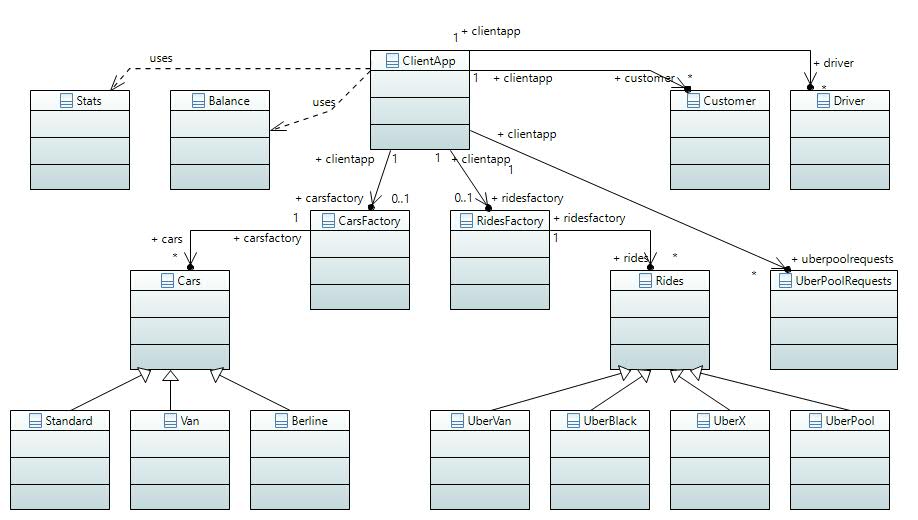 + clientapp
1
uses
ClientApp
+ driver
1
+ clientapp
+ customer
*
*
Stats
Balance
uses
Customer
Driver
+ clientapp
+ clientapp
1
1
+ clientapp
1
+ carsfactory
0..1
0..1
+ ridesfactory
1
CarsFactory
RidesFactory
+ ridesfactory
+ cars
+ carsfactory
1
*
+ rides
*
+ uberpoolrequests
*
Cars
Rides
UberPoolRequests
Standard
Van
Berline
UberVan
UberBlack
UberX
UberPool